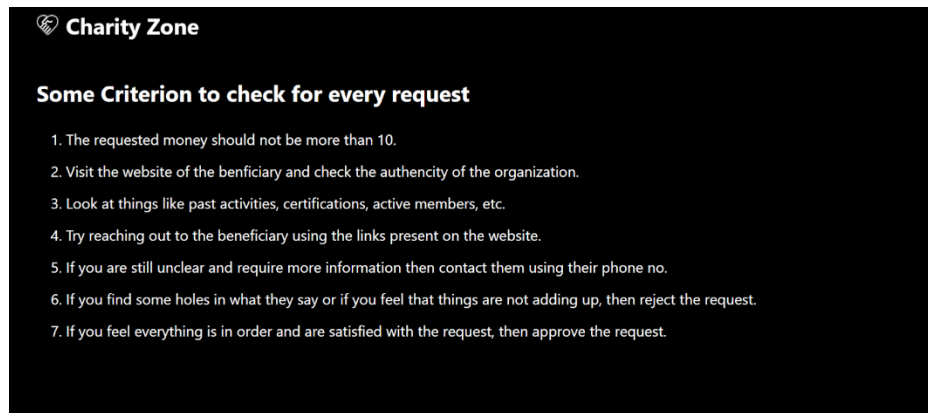 Charity Zone
Some Criterion to check for every request
1. The requested money should not be more than 10.
2. Visit the website of the benficiary and check the authencity of the organization.
3. Look at things like past activities, certifications, active members, etc.
4. Try reaching out to the beneficiary using the links present on the website.
5. If you are still unclear and require more information then contact them using their phone no.
6. If you find some holes in what they say or if you feel that things are not adding up, then reject the request.
7. If you feel everything is in order and are satisfied with the request, then approve the request.